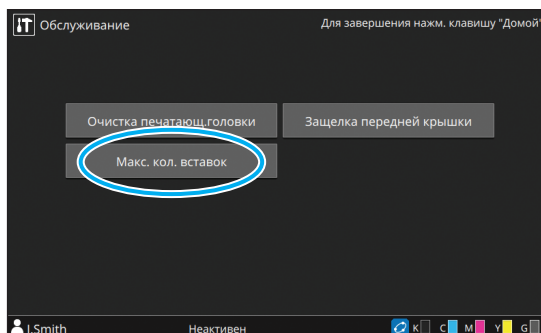 Обслуживание
Для завершения нажм. клавишу "Домой"
Очистка печатающ.головки
Защелка передней крышки
Макс. кол. вставок
J.Smith
Неактивен
K C M Y G